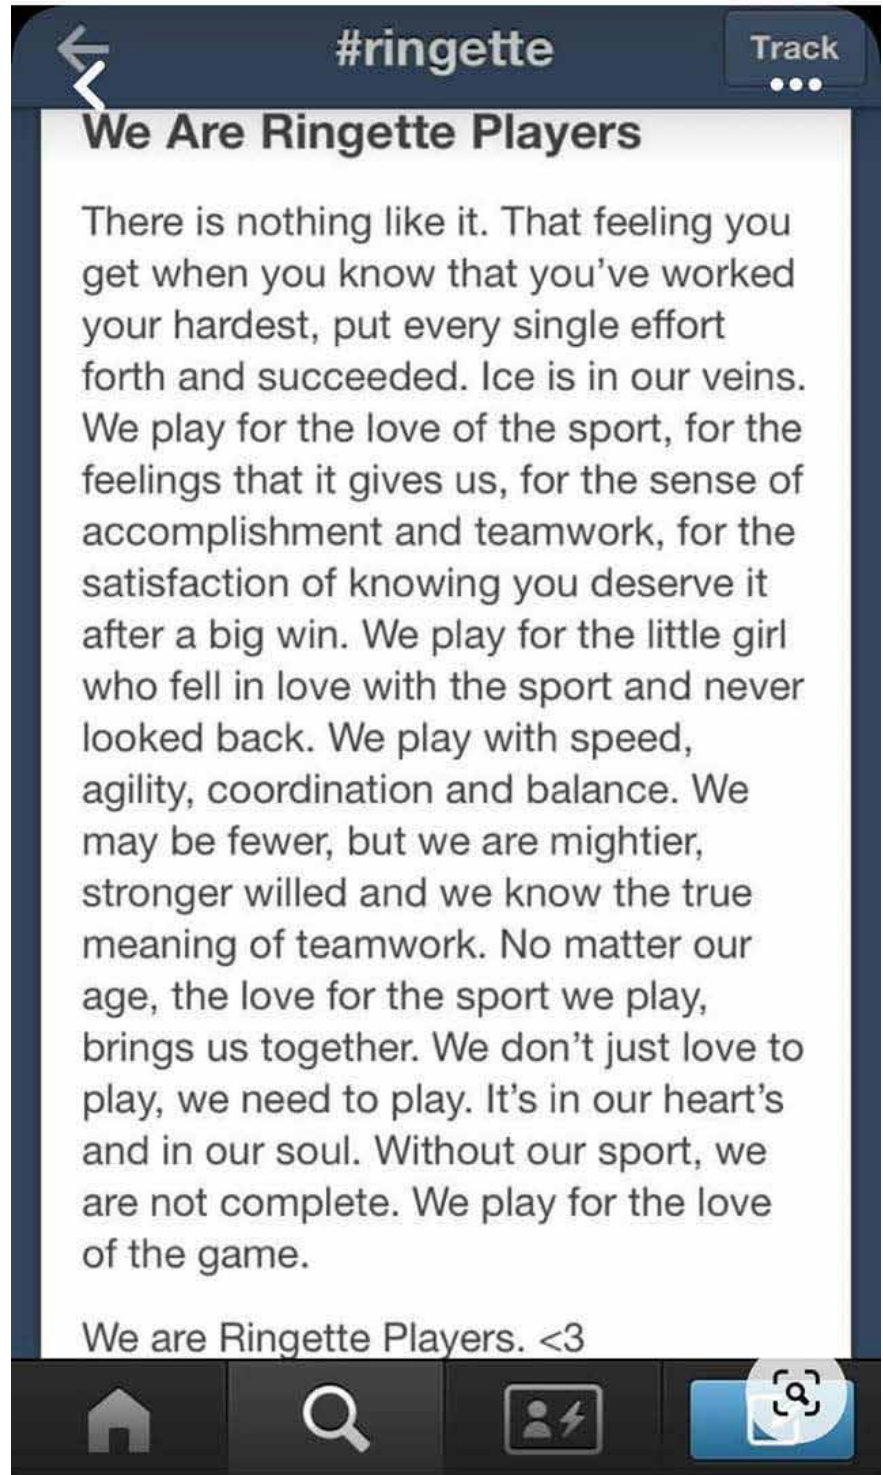 #ringette
Track
We Are Ringette Players
There is nothing like it. That feeling you
get when you know that you've worked
your hardest, put every single effort
forth and succeeded. Ice is in our veins.
We play for the love of the sport, for the
feelings that it gives us, for the sense of
accomplishment and teamwork, for the
satisfaction of knowing you deserve it
after a big win. We play for the little girl
who fell in love with the sport and never
looked back. We play with speed,
agility, coordination and balance. We
may be fewer, but we are mightier,
stronger willed and we know the true
meaning of teamwork. No matter our
age, the love for the sport we play,
brings us together. We don't just love to
play, we need to play. It's in our heart's
and in our soul. Without our sport, we
are not complete. We play for the love
of the game.
We are Ringette Players. <3